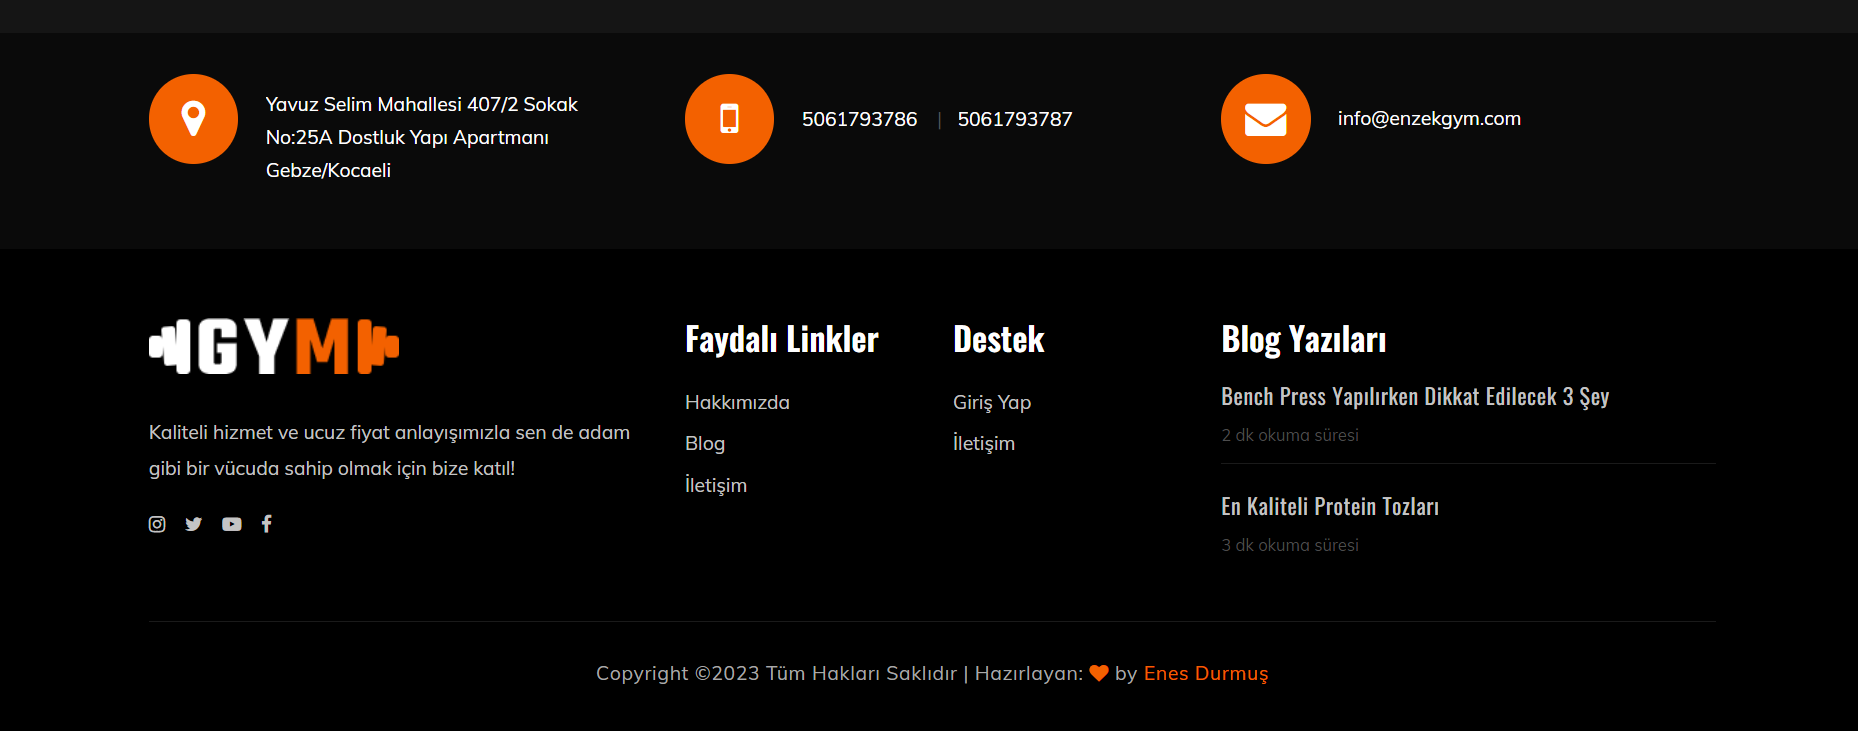 Yavuz Selim Mahallesi 407/2 Sokak
No:25A Dostluk Yapı Apartmanı
Gebze/Kocaeli
5061793786 | 5061793787
info@enzekgym.com
GYM
Kaliteli hizmet ve ucuz fiyat anlayışımızla sen de adam
gibi bir vücuda sahip olmak için bize katıl!
Faydalı Linkler
Hakkımızda
Blog
İletişim
Destek
Giriş Yap
İletişim
Blog Yazıları
Bench Press Yapılırken Dikkat Edilecek 3 Şey
2 dk okuma süresi
En Kaliteli Protein Tozları
3 dk okuma süresi
Copyright ©2023 Tüm Hakları Saklıdır | Hazırlayan: by Enes Durmuş